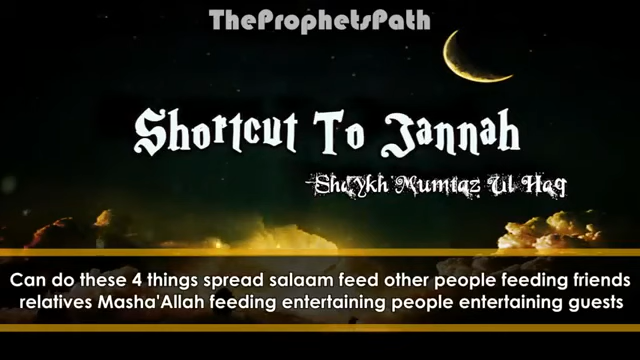 TheProphetsPath
Shortcut To Jannah
Shaykh Mumtaz Ul Haq
Can do these 4 things spread salaam feed other people feeding friends
relatives Masha'Allah feeding entertaining people entertaining guests